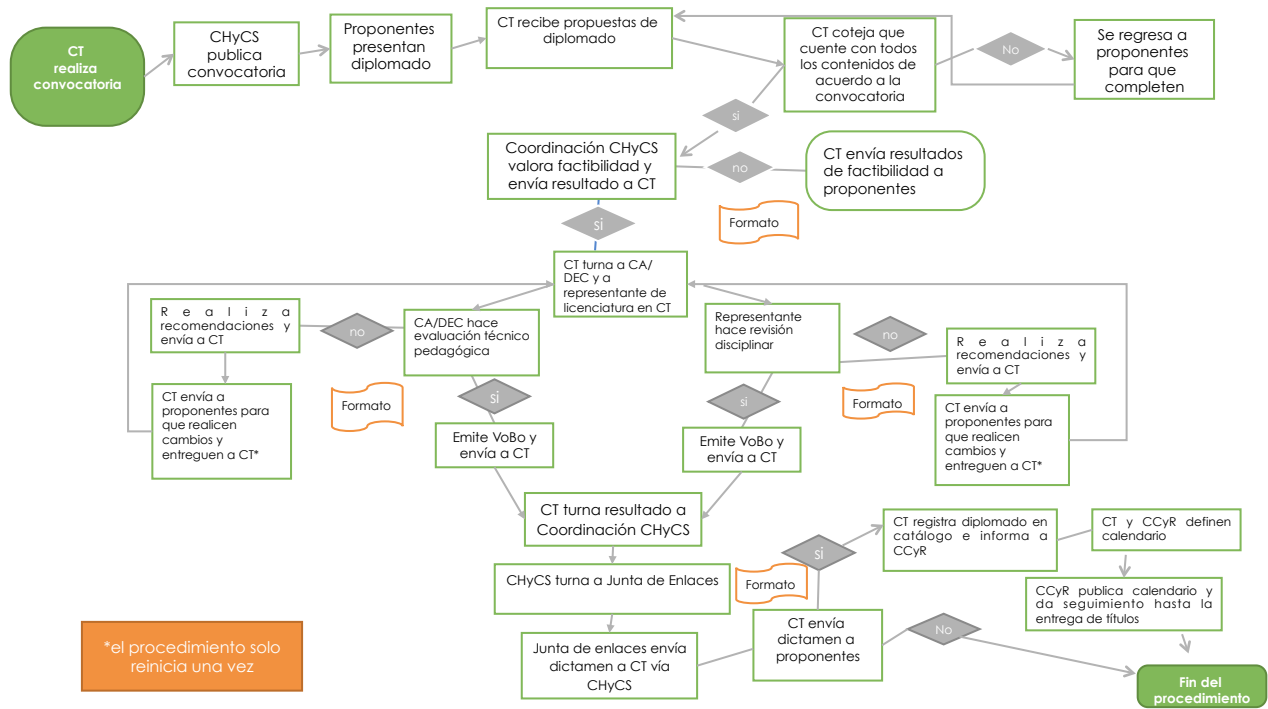 CT
realiza
convocatoria
CHyCS
publica
convocatoria
Proponentes
presentan
diplomado
CT recibe propuestas de
diplomado
CT coteja que
cuente con todos
los contenidos de
acuerdo a la
convocatoria
No
Se regresa a
proponentes
para que
completen
si
Coordinación CHyCS
valora factibilidad y
envía resultado a CT
no
CT envía resultados
de factibilidad a
proponentes
si
Formato
CT turna a CA/
DEC y a
representante de
licenciatura en CT
Realiza
recomendaciones y
envía a CT
no
CA/DEC hace
evaluación técnico
pedagógica
Representante
hace revisión
disciplinar
no
Realiza
recomendaciones y
envía a CT
CT envía a
proponentes para
que realicen
cambios y
entreguen a CT*
Formato
si
si
Formato
CT envía a
proponentes para
que realicen
cambios y
entreguen a CT*
Emite VoBo y
envía a CT
Emite VoBo y
envía a CT
CT turna resultado a
Coordinación CHyCS
CT registra diplomado en
catálogo e informa a
CCyR
CT y CCyR definen
calendario
si
CHyCS turna a Junta de Enlaces
Formato
CCyR publica calendario y
da seguimiento hasta la
entrega de títulos
CT envía
dictamen a
proponentes
No
*el procedimiento solo
reinicia una vez
Junta de enlaces envía
dictamen a CT vía
CHyCS
Fin del
procedimiento